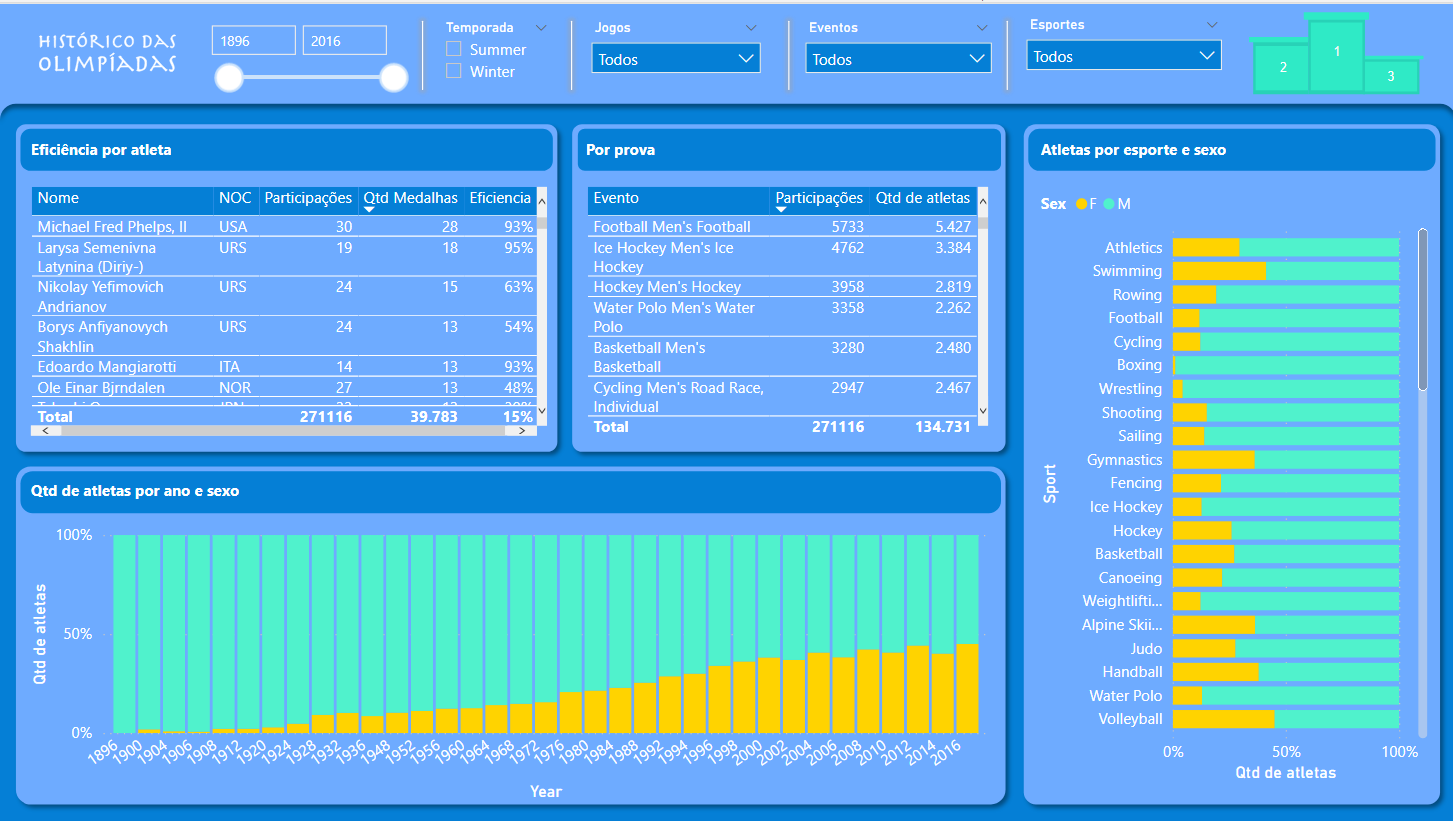 HISTÓRICO DAS
OLIMPÍADAS
1896
2016
Temporada
Summer
Winter
Jogos
Todos
Eventos
Todos
Esportes
Todos
2
1
3
Eficiência por atleta
Nome NOC Participações Qtd Medalhas Eficiencia
Michael Fred Phelps, II USA 30 28 93%
Larysa Semenivna URS 19 18 95%
Latynina (Diriy-)
Nikolay Yefimovich URS 24 15 63%
Andrianov
Borys Anfiyanovych URS 24 13 54%
Shakhlin
Edoardo Mangiarotti ITA 14 13 93%
Ole Einar Bjrndalen NOR 27 13 48%
Total 271116 39.783 15%
Por prova
Evento Participações Qtd de atletas
Football Men's Football 5733 5.427
Ice Hockey Men's Ice 4762 3.384
Hockey
Hockey Men's Hockey 3958 2.819
Water Polo Men's Water 3358 2.262
Polo
Basketball Men's 3280 2.480
Basketball
Cycling Men's Road Race, 2947 2.467
Individual
Total 271116 134.731
Atletas por esporte e sexo
Sex F M
Sport
Athletics
Swimming
Rowing
Football
Cycling
Boxing
Wrestling
Shooting
Sailing
Gymnastics
Fencing
Ice Hockey
Hockey
Basketball
Canoeing
Weightlifti...
Alpine Skii...
Judo
Handball
Water Polo
Volleyball
0% 50% 100%
Qtd de atletas
Qtd de atletas por ano e sexo
Qtd de atletas
100%
50%
0%
1896 1900 1904 1906 1908 1912 1920 1924 1928 1932 1936 1948 1952 1956 1960 1964 1968 1972 1976 1980 1984 1988 1992 1994 1996 1998 2000 2002 2004 2006 2008 2010 2012 2014 2016
Year